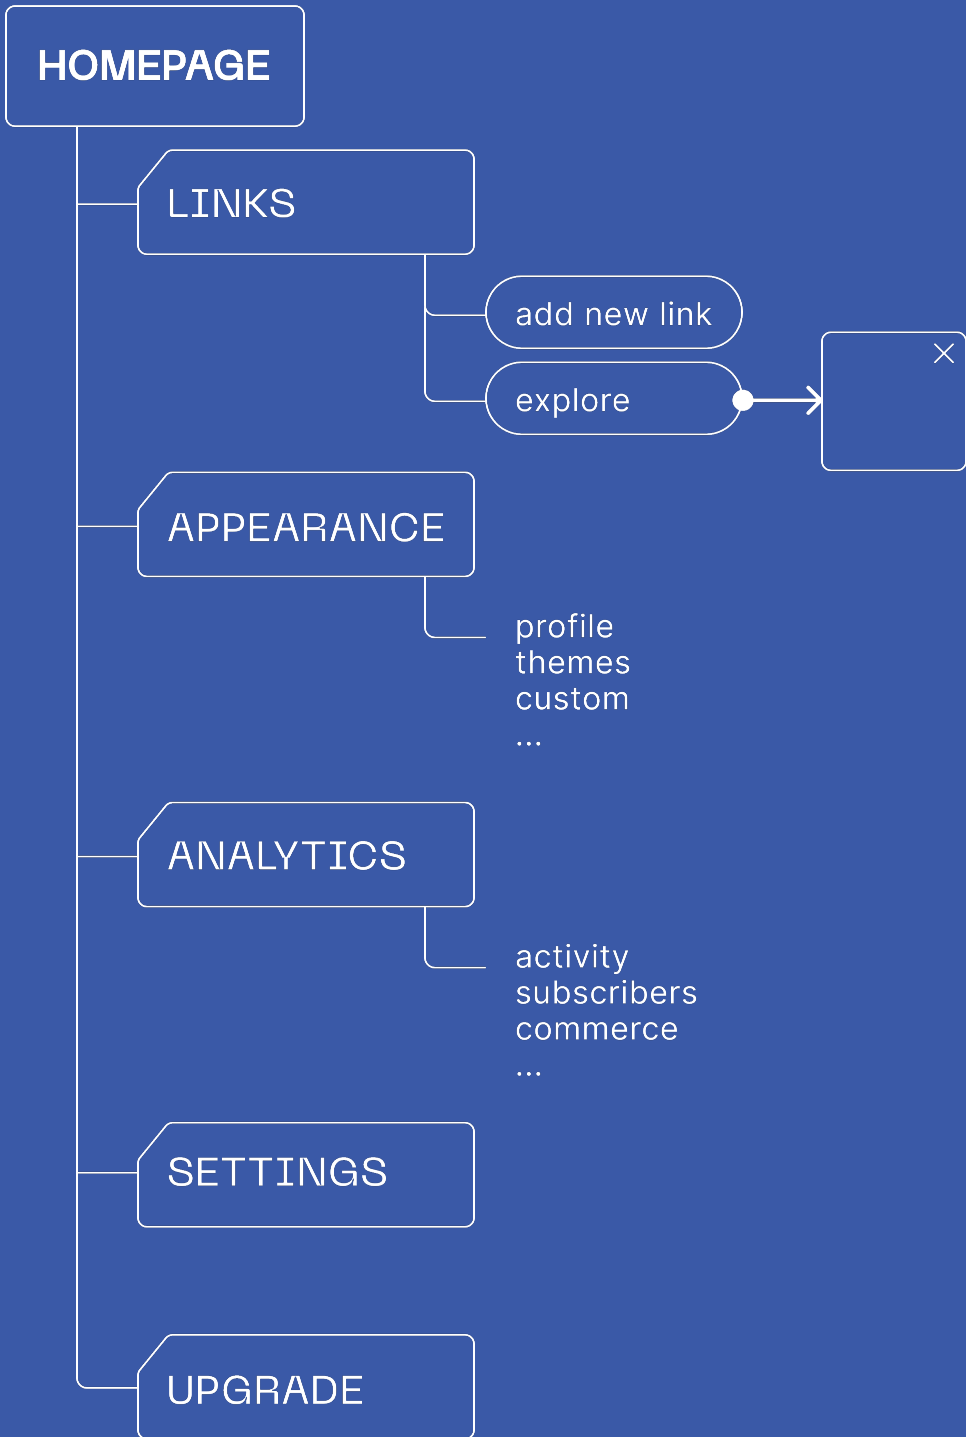 HOMEPAGE
LINKS
add new link
explore
APPEARANCE
profile
themes
custom
...
ANALYTICS
activity
subscribers
commerce
...
SETTINGS
UPGRADE